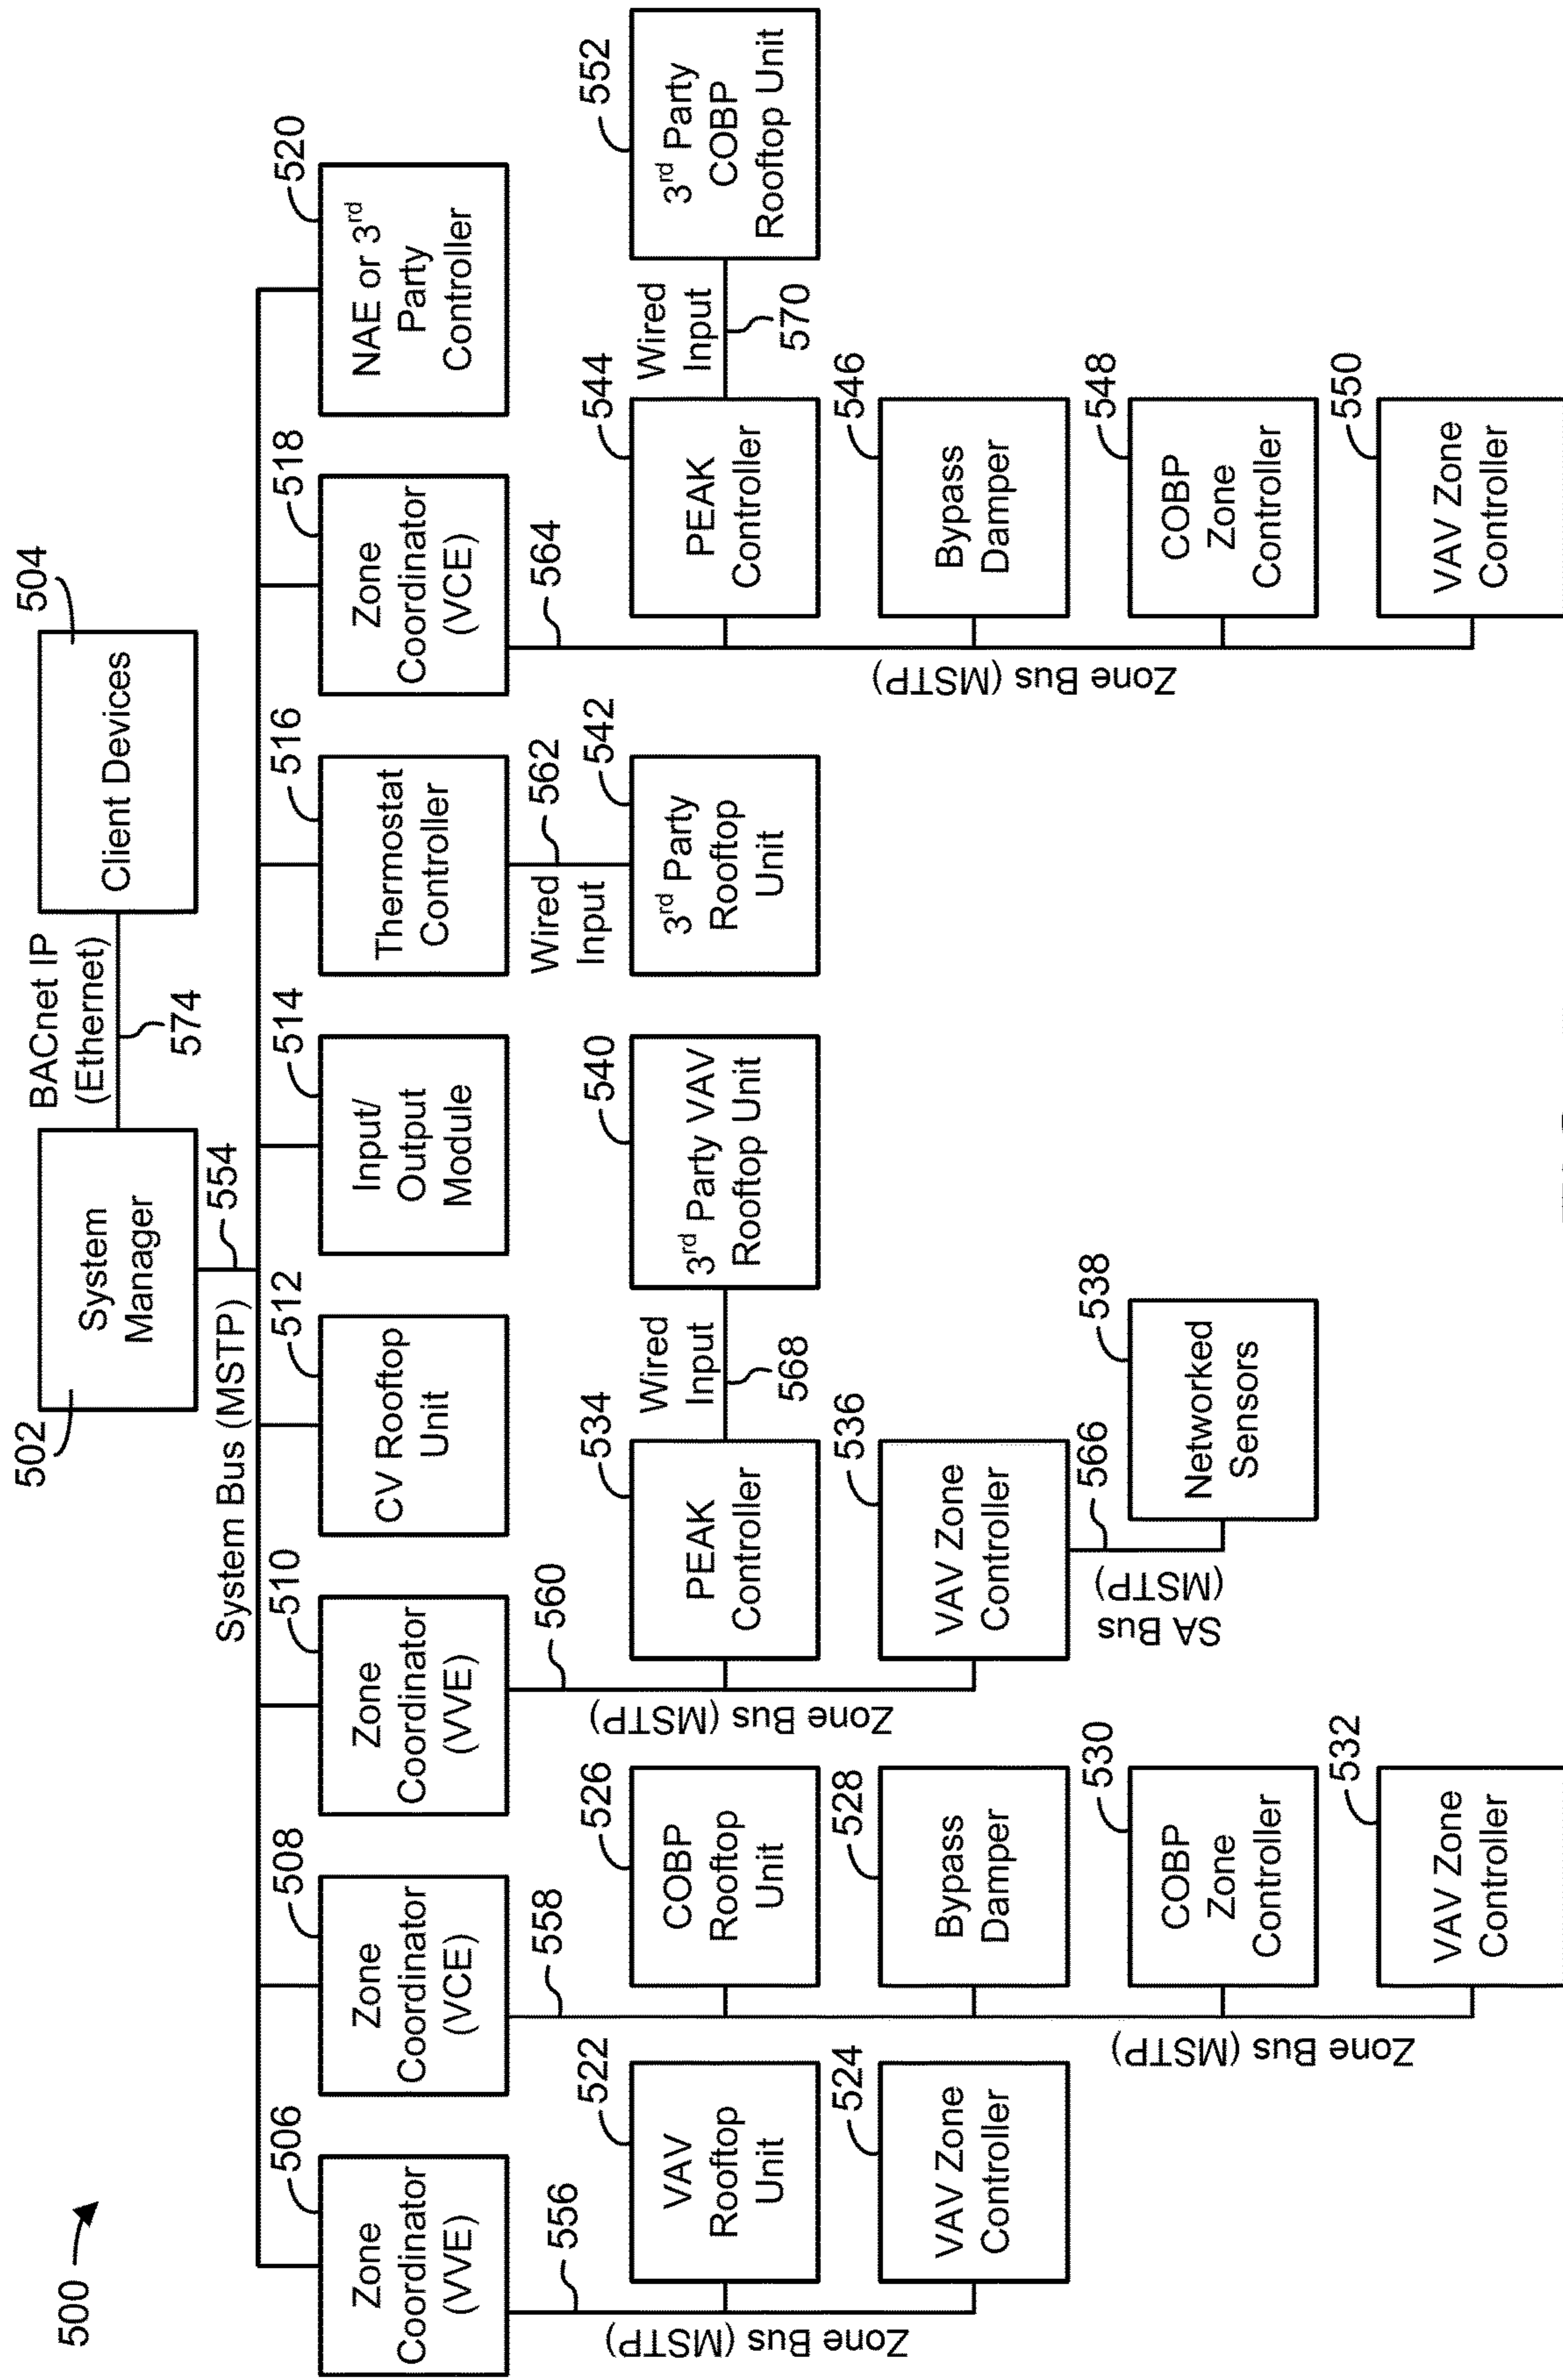 500
502
System
Manager
BACnet IP
(Ethernet)
574
Client Devices
504
System Bus (MSTP)
554
506
Zone
Coordinator
(VVE)
508
Zone
Coordinator
(VCE)
510
Zone
Coordinator
(VVE)
512
CV Rooftop
Unit
514
Input/
Output
Module
516
Thermostat
Controller
518
Zone
Coordinator
(VCE)
520
NAE or 3rd
Party
Controller
556
Zone Bus (MSTP)
522
VAV
Rooftop
Unit
524
VAV Zone
Controller
558
Zone Bus (MSTP)
526
COBP
Rooftop
Unit
528
Bypass
Damper
530
COBP
Zone
Controller
532
VAV Zone
Controller
560
Zone Bus (MSTP)
534
PEAK
Controller
Wired
Input
568
540
3rd Party VAV
Rooftop Unit
536
VAV Zone
Controller
SA Bus
(MSTP)
566
538
Networked
Sensors
Wired
Input
562
542
3rd Party
Rooftop
Unit
564
Zone Bus (MSTP)
544
PEAK
Controller
Wired
Input
570
552
3rd Party
COBP
Rooftop Unit
546
Bypass
Damper
548
COBP
Zone
Controller
550
VAV Zone
Controller